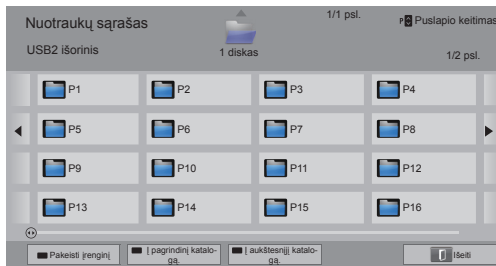 Nuotraukų sąrašas
1/1 psl.
P Puslapio keitimas
USB2 išorinis
1 diskas
1/2 psl.
P1
P2
P3
P4
P5
P6
P7
P8
P9
P10
P11
P12
P13
P14
P15
P16
Pakeisti įrenginį
Į pagrindinį katalo-
gą.
Į aukštesnįjį katalo-
gą.
Išeiti